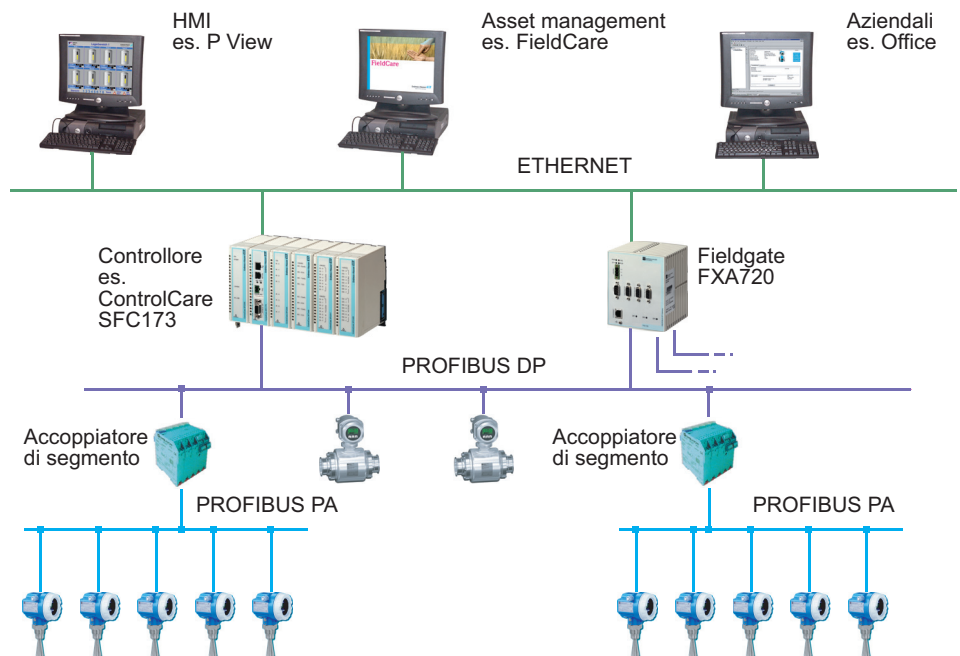 HMI
es. P View
Asset management
es. FieldCare
Aziendali
es. Office
FieldCare
ETHERNET
Controllore
es.
ControlCare
SFC173
Fieldgate
FXA720
PROFIBUS DP
Accoppiatore
di segmento
Accoppiatore
di segmento
PROFIBUS PA
PROFIBUS PA